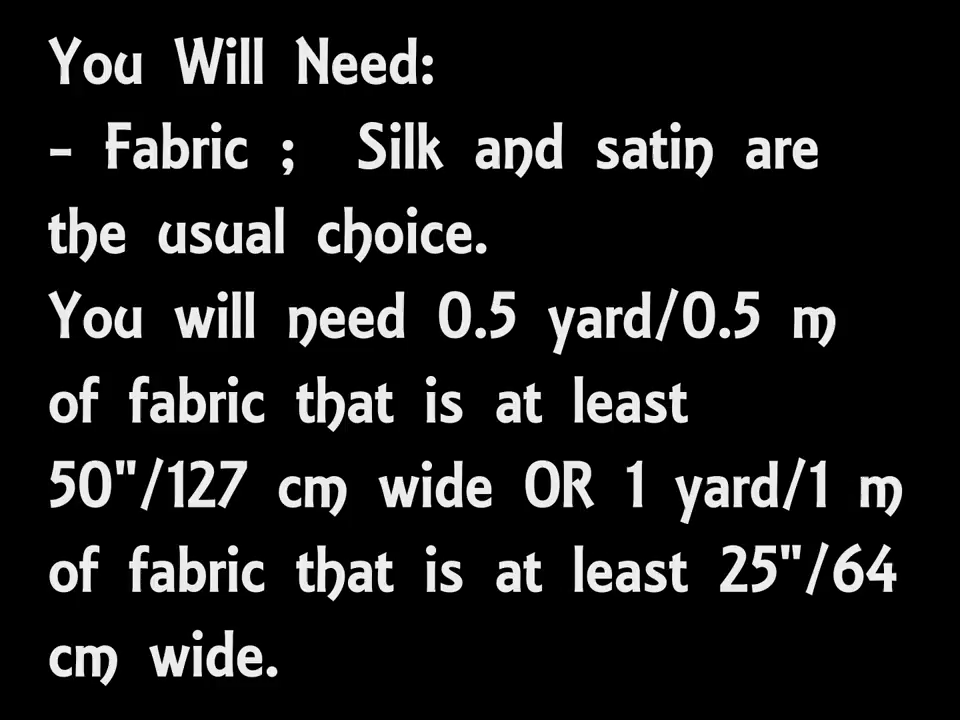 You Will Need:
- Fabric ; Silk and satin are
the usual choice.
You will need 0.5 yard/0.5 m
of fabric that is at least
50"/127 cm wide OR 1 yard/1 m
of fabric that is at least 25"/64
cm wide.